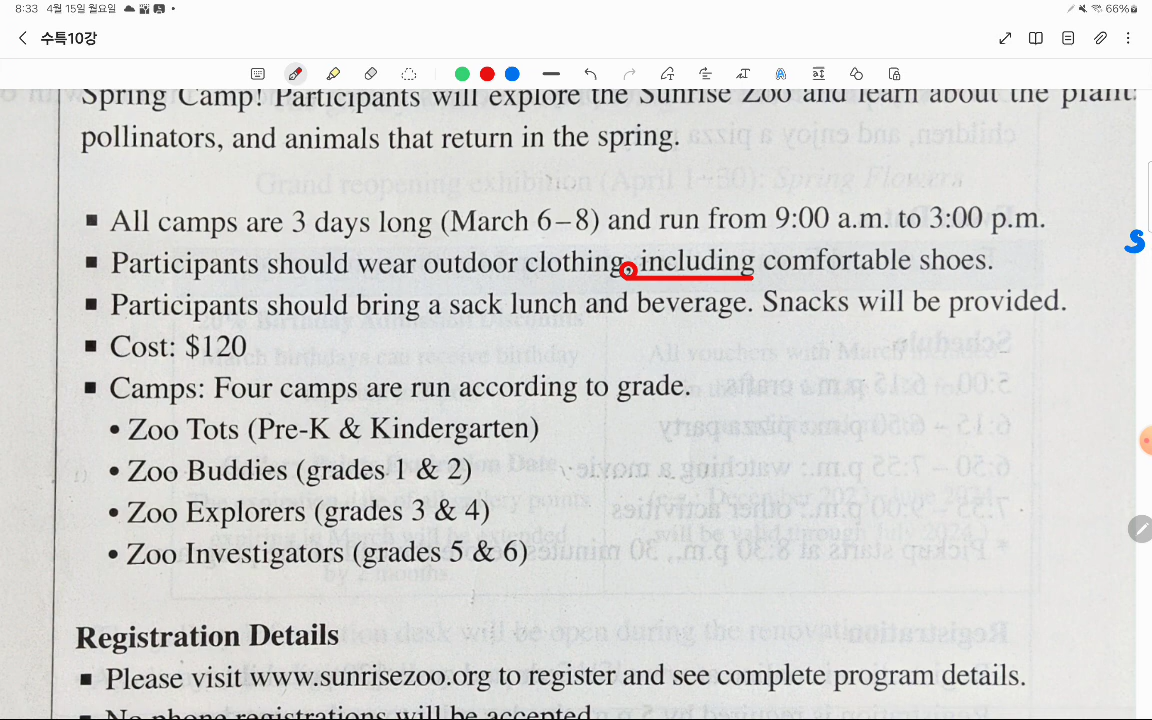 8:33 4월 15일 월요일 66%
수특10강
Spring Camp! Participants will explore the Sunrise Zoo and learn about the plant
pollinators, and animals that return in the spring.
■ All camps are 3 days long (March 6–8) and run from 9:00 a.m. to 3:00 p.m.
■ Participants should wear outdoor clothing, including comfortable shoes.
■ Participants should bring a sack lunch and beverage. Snacks will be provided.
■ Cost: $120
■ Camps: Four camps are run according to grade.
• Zoo Tots (Pre-K & Kindergarten)
• Zoo Buddies (grades 1 & 2)
• Zoo Explorers (grades 3 & 4)
• Zoo Investigators (grades 5 & 6)
Registration Details
■ Please visit www.sunrisezoo.org to register and see complete program details.
■ No phone registrations will be accepted